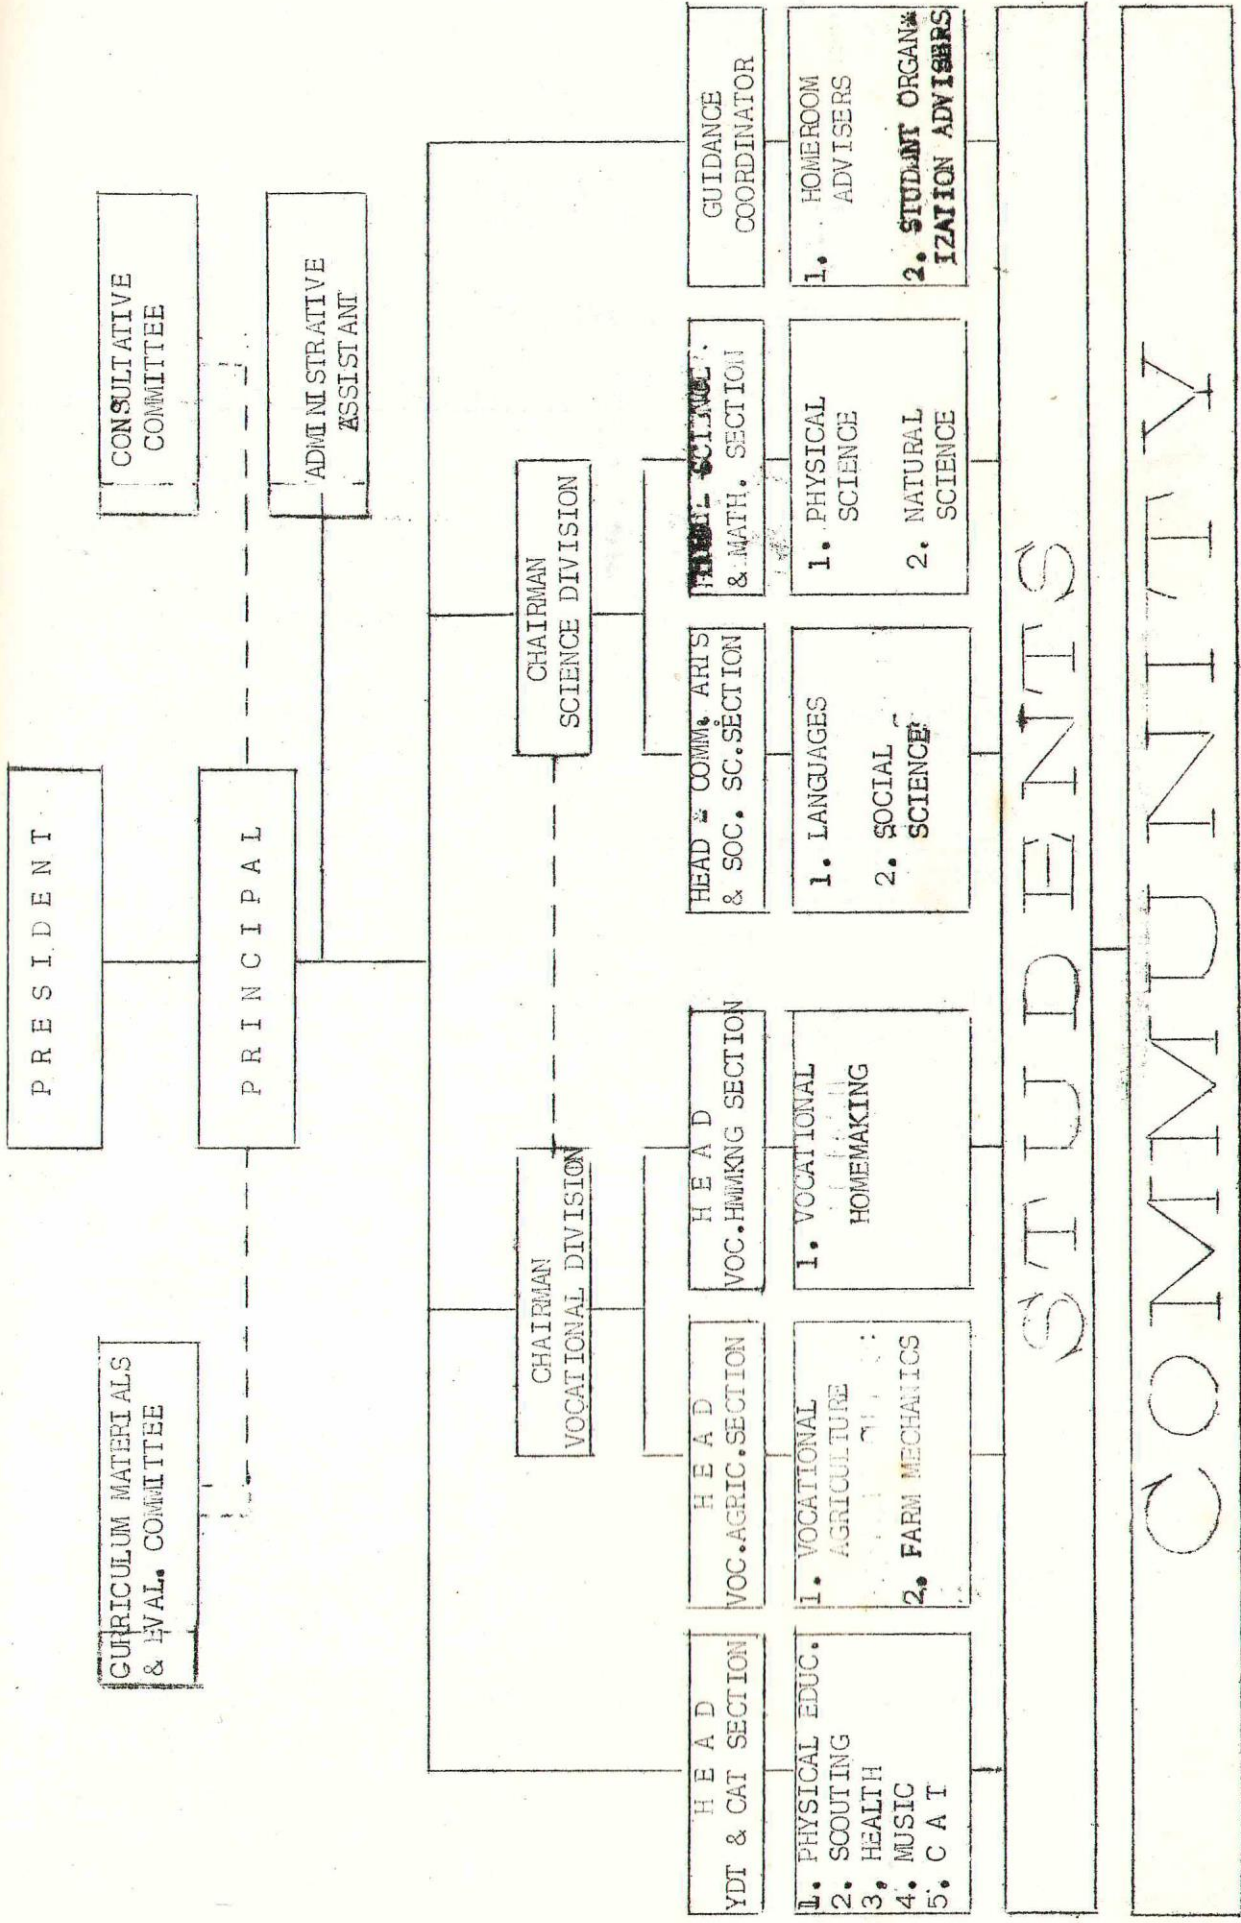 PRESIDENT
CURRICULUM MATERIALS
& EVAL. COMMITTEE
PRINCIPAL
CONSULTATIVE
COMMITTEE
ADMINISTRATIVE
ASSISTANT
CHAIRMAN
VOCATIONAL DIVISION
CHAIRMAN
SCIENCE DIVISION
HEAD
YDT & CAT SECTION
HEAD
VOC.AGRIC.SECTION
HEAD
VOC.HMMKNG SECTION
HEAD - COMM. ARTS
& SOC. SC.SECTION
SCIENCE
& MATH. SECTION
GUIDANCE
COORDINATOR
1. PHYSICAL EDUC.
2. SCOUTING
3, HEALTH
4. MUSIC
5. C A T
1. VOCATIONAL
AGRICULTURE
2. FARM MECHANICS
1. VOCATIONAL
HOMEMAKING
1. LANGUAGES
2. SOCIAL
SCIENCE
1. PHYSICAL
SCIENCE
2. NATURAL
SCIENCE
1. HOMEROOM
ADVISERS
2. STUDENT ORGAN-
IZATION ADVISERS
STUDENTS
COMMUNITY